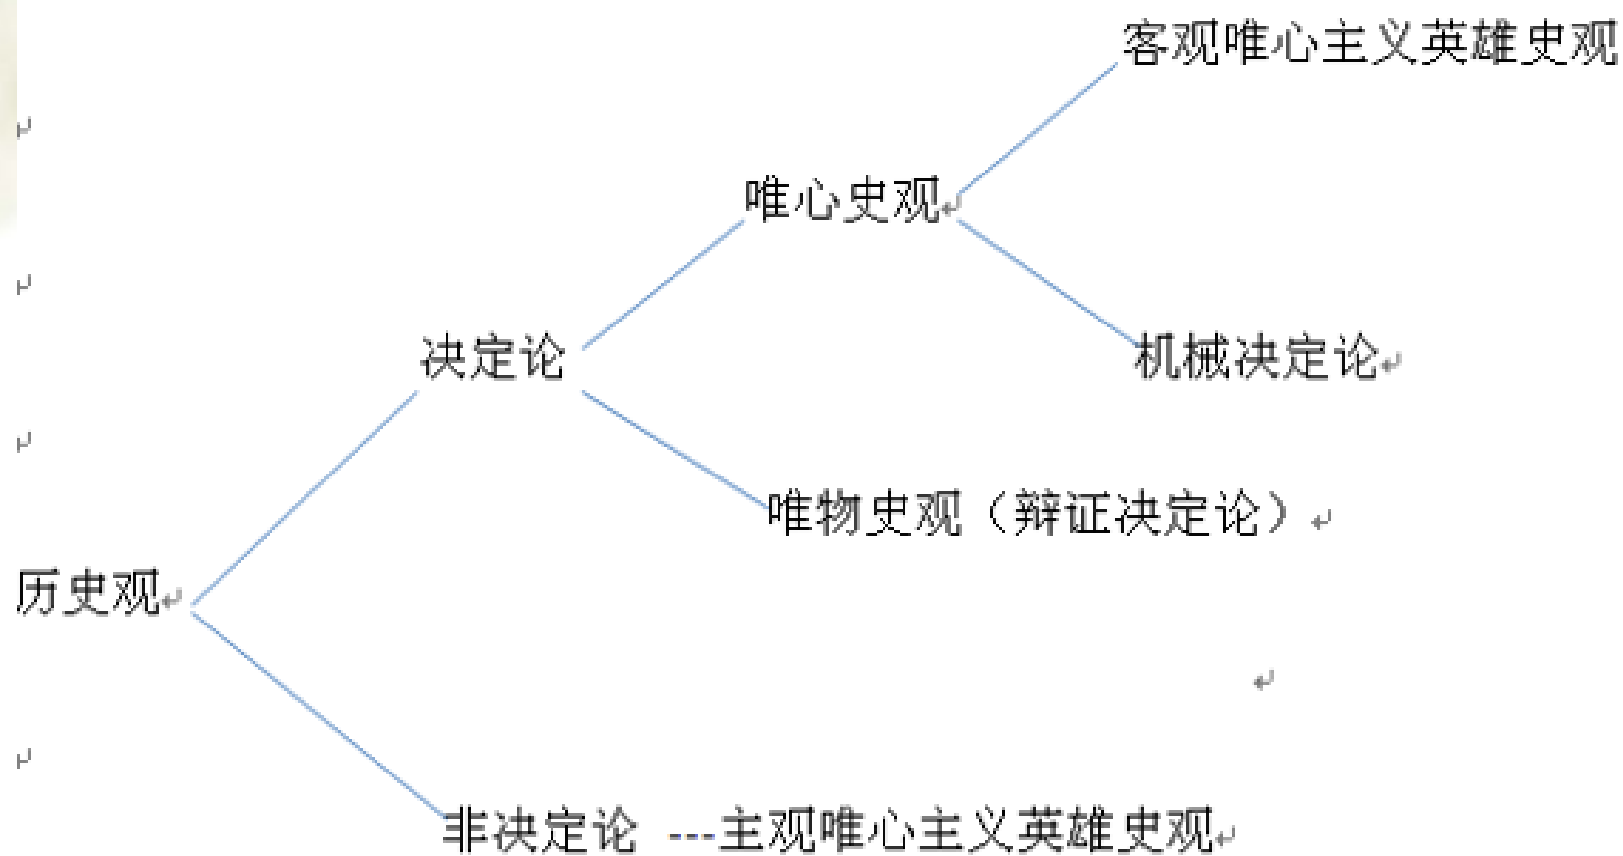 客观唯心主义英雄史观
唯心史观
决定论
机械决定论
唯物史观（辩证决定论）
历史观
非决定论 ---主观唯心主义英雄史观